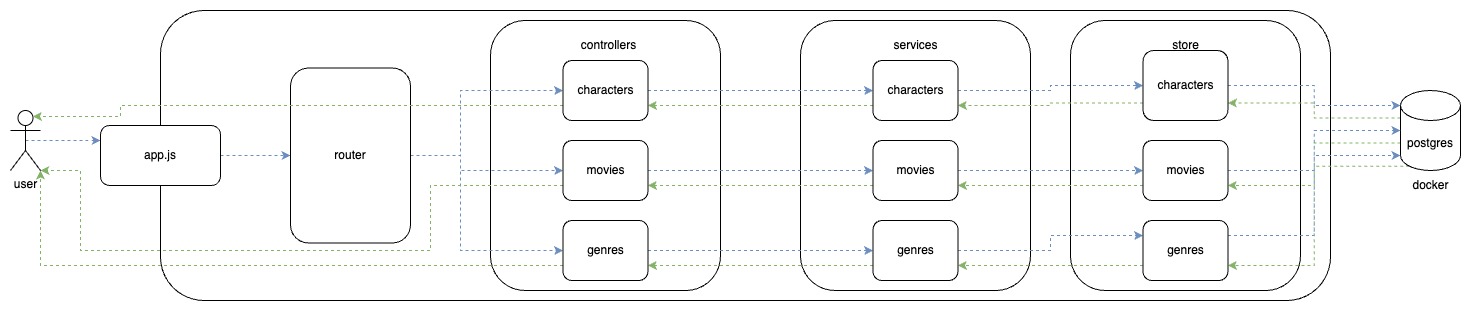 controllers
services
store
characters
characters
characters
user
app.js
router
movies
movies
movies
postgres
docker
genres
genres
genres